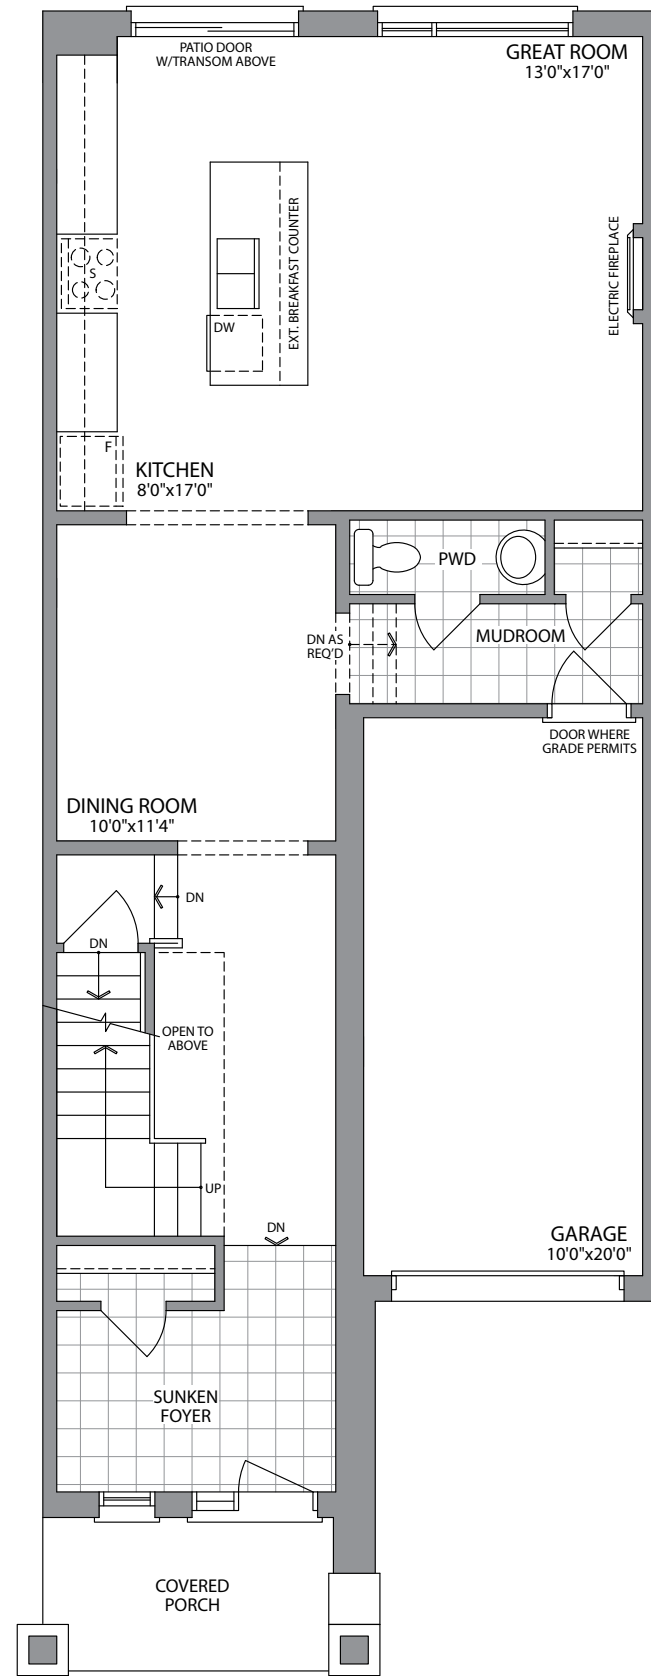 PATIO DOOR
W/TRANSOM ABOVE
GREAT ROOM
13'0"x17'0"
ELECTRIC FIREPLACE
EXT. BREAKFAST COUNTER
S
DW
F
KITCHEN
8'0"x17'0"
PWD
MUDROOM
DN AS
REQ'D
DOOR WHERE
GRADE PERMITS
DINING ROOM
10'0"x11'4"
DN
DN
OPEN TO
ABOVE
UP
DN
GARAGE
10'0"x20'0"
SUNKEN
FOYER
COVERED
PORCH